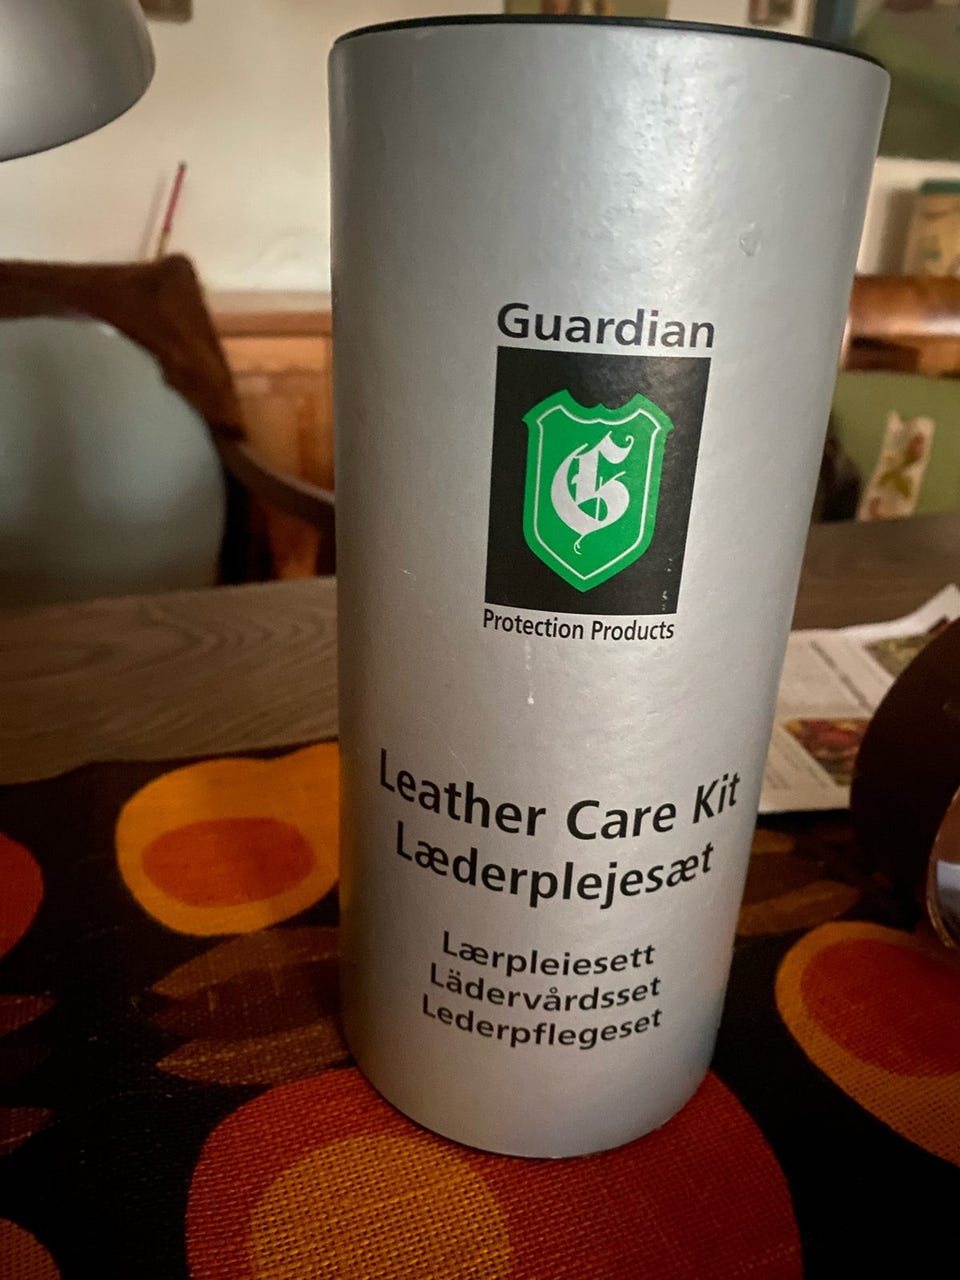 Guardian
G
Protection Products
Leather Care Kit
Læderplejesæt
Lærpleiesett
Lädervårdsset
Lederpflegeset